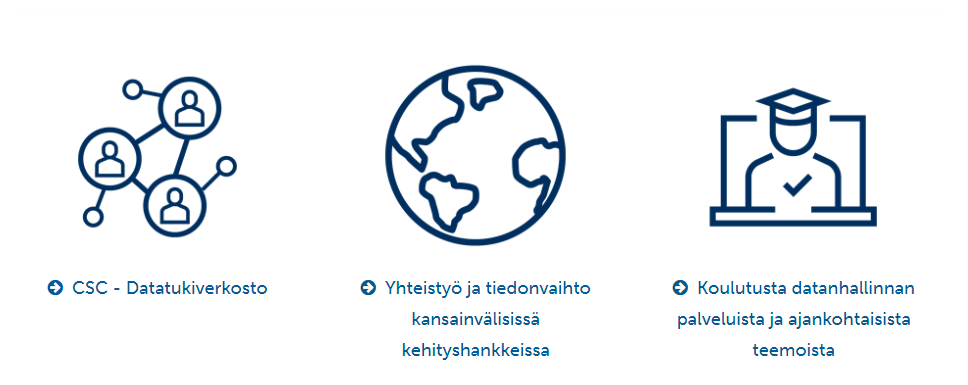 CSC - Datatukiverkosto
Yhteistyö ja tiedonvaihto
kansainvälisissä
kehityshankkeissa
Koulutusta datanhallinnan
palveluista ja ajankohtaisista
teemoista